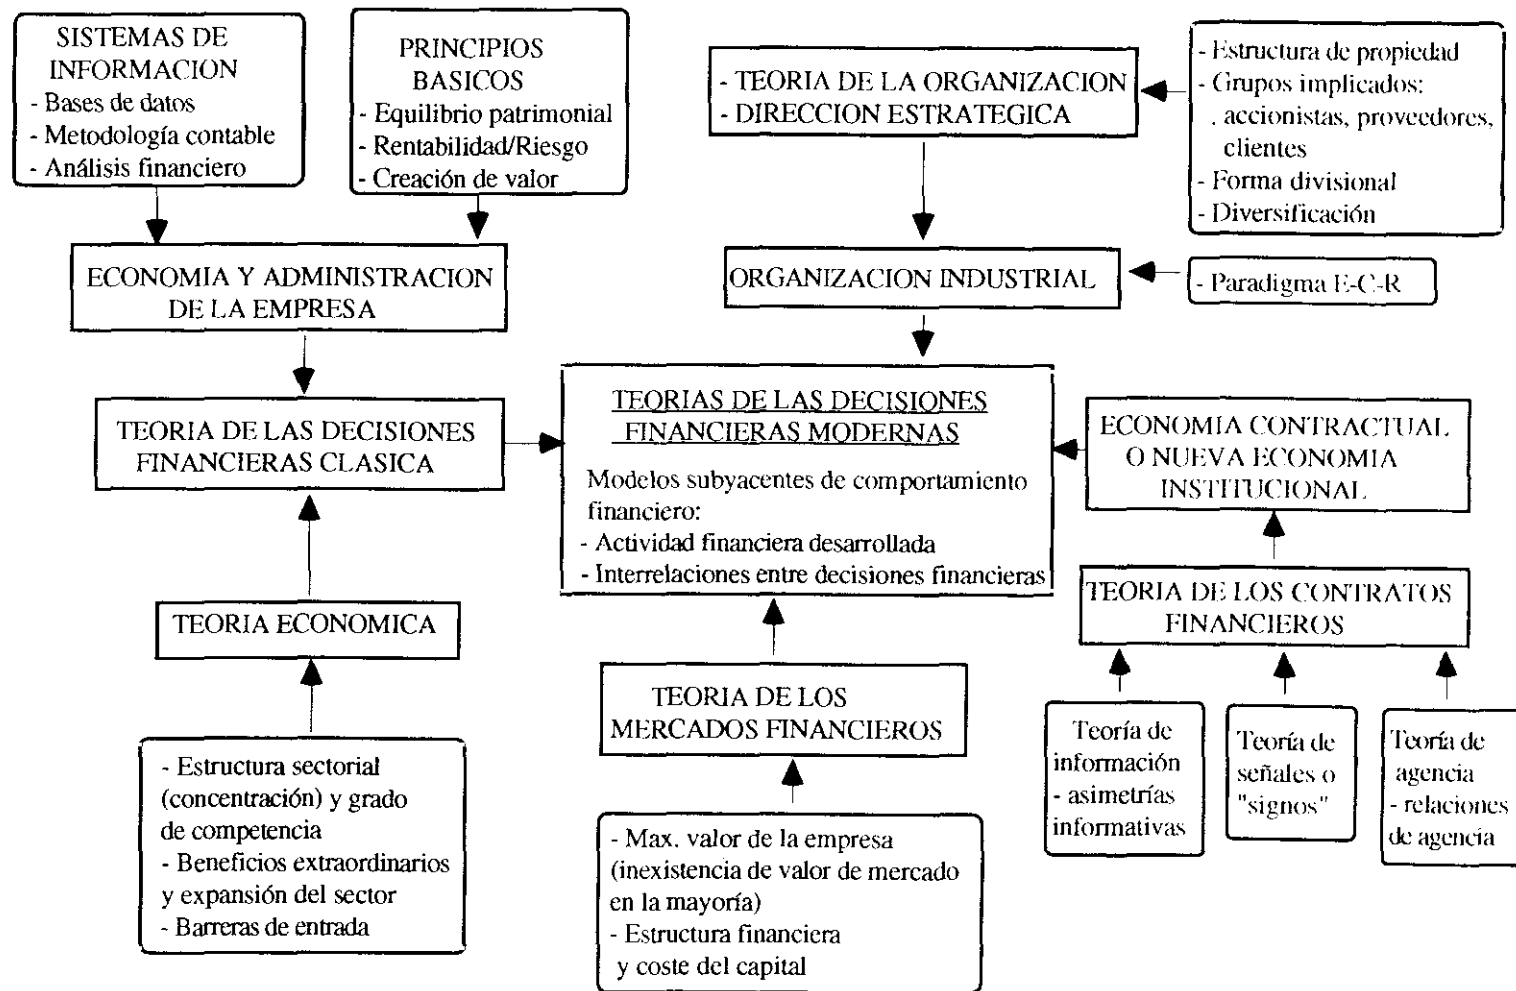 SISTEMAS DE
INFORMACION
- Bases de datos
- Metodología contable
- Análisis financiero
PRINCIPIOS
BASICOS
- Equilibrio patrimonial
- Rentabilidad/Riesgo
- Creación de valor
- TEORIA DE LA ORGANIZACION
- DIRECCION ESTRATEGICA
- Estructura de propiedad
- Grupos implicados:
. accionistas, proveedores,
clientes
- Forma divisional
- Diversificación
ECONOMIA Y ADMINISTRACION
DE LA EMPRESA
ORGANIZACION INDUSTRIAL
- Paradigma E-C-R
TEORIA DE LAS DECISIONES
FINANCIERAS CLASICA
TEORIAS DE LAS DECISIONES
FINANCIERAS MODERNAS
Modelos subyacentes de comportamiento
financiero:
- Actividad financiera desarrollada
- Interrelaciones entre decisiones financieras
ECONOMIA CONTRACTUAL
O NUEVA ECONOMIA
INSTITUCIONAL
TEORIA ECONOMICA
TEORIA DE LOS CONTRATOS
FINANCIEROS
TEORIA DE LOS
MERCADOS FINANCIEROS
Teoría de
información
- asimetrías
informativas
Teoría de
señales o
"signos"
Teoría de
agencia
- relaciones
de agencia
- Estructura sectorial
(concentración) y grado
de competencia
- Beneficios extraordinarios
y expansión del sector
- Barreras de entrada
- Max. valor de la empresa
(inexistencia de valor de mercado
en la mayoría)
- Estructura financiera
y coste del capital